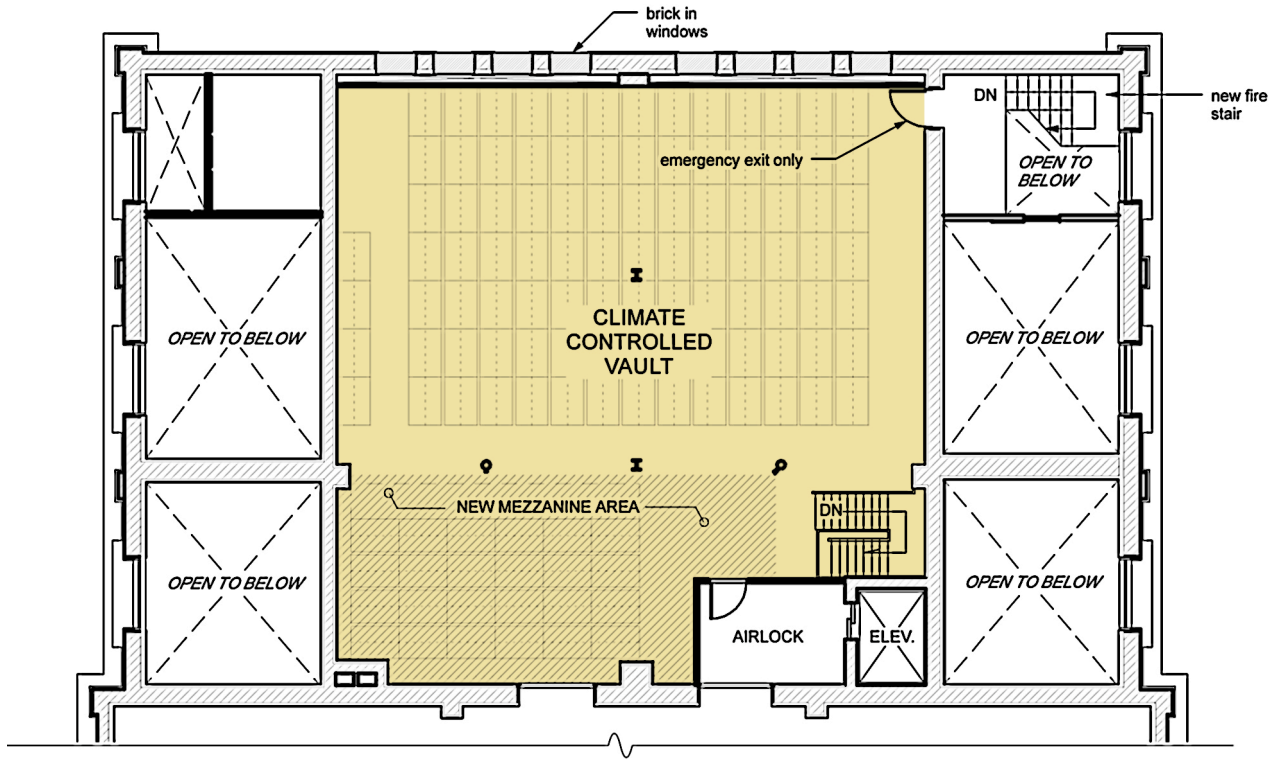 brick in
windows
DN
new fire
stair
emergency exit only
OPEN TO
BELOW
CLIMATE
CONTROLLED
VAULT
OPEN TO BELOW
OPEN TO BELOW
NEW MEZZANINE AREA
DN
OPEN TO BELOW
OPEN TO BELOW
AIRLOCK
ELEV.